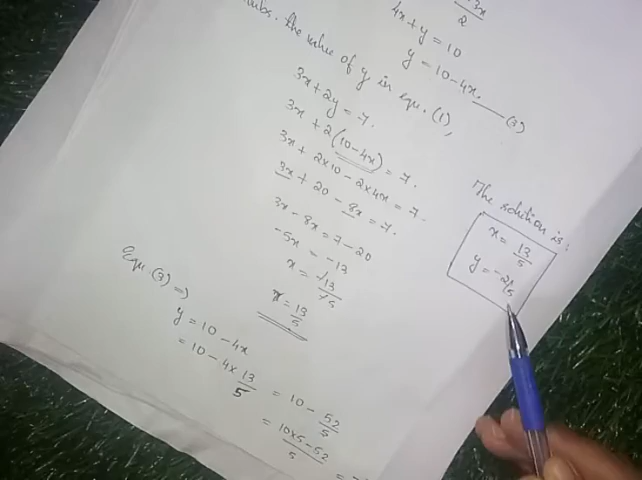 3x
2
4x + y = 10
y = 10 - 4x. —— (3)
Subs. the value of y in equ. (1),
3x + 2y = 7.
3x + 2(10 - 4x) = 7.
3x + 2×10 - 2×4x = 7.
3x + 20 - 8x = 7.
3x - 8x = 7 - 20
-5x = -13
x = -13/-5
x = 13/5
Equ. (3) =>
y = 10 - 4x
= 10 - 4 × 13/5 = 10 - 52/5
= 10×5 - 52/5 =
The solution is:
x = 13/5
y = -2/5